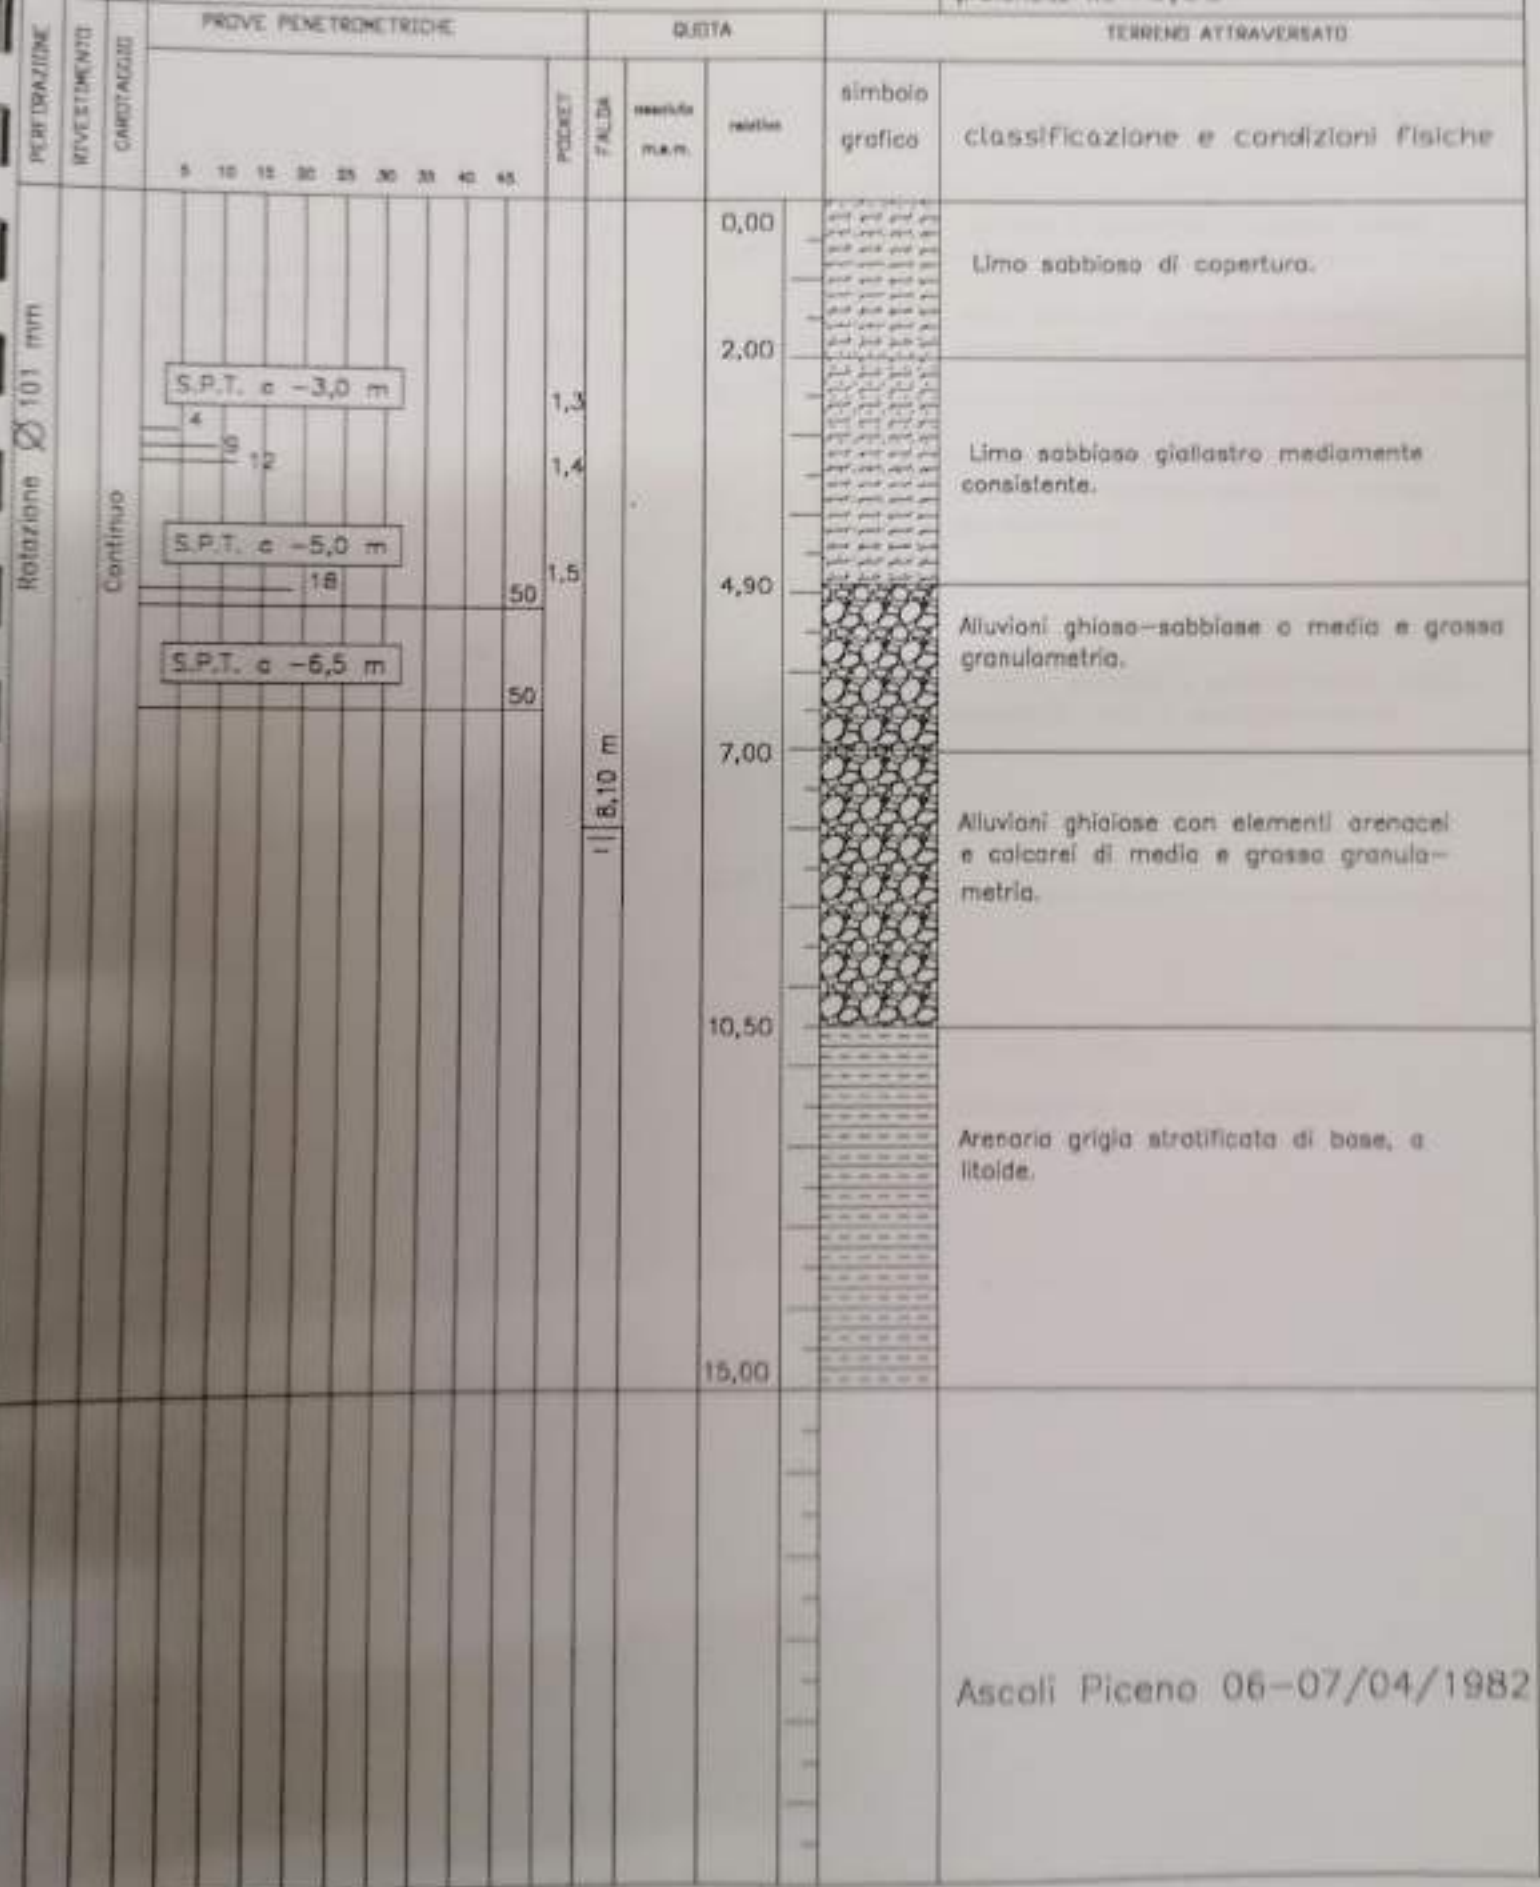 PERFORAZIONE
RIVESTIMENTO
CAROTAGGIO
PROVE PENETROMETRICHE
5 10 15 20 25 30 35 40 45
POCKET
FALDA
QUOTA
m.s.m.
relativa
TERRENO ATTRAVERSATO
simbolo
grafico
classificazione e condizioni fisiche
Rotazione Ø 101 mm
Continuo
0,00
Limo sabbioso di copertura.
2,00
S.P.T. a -3,0 m
4
12
1,3
1,4
Limo sabbioso giallastro mediamente
consistente.
S.P.T. a -5,0 m
18
50
1,5
4,90
Alluvioni ghiaso-sabbiose a media e grossa
granulometria.
S.P.T. a -6,5 m
50
7,00
8,10 m
Alluvioni ghiaiose con elementi arenacei
e calcarei di media e grossa granula-
metria.
10,50
Arenaria grigia stratificata di base, a
litoide.
15,00
Ascoli Piceno 06-07/04/1982